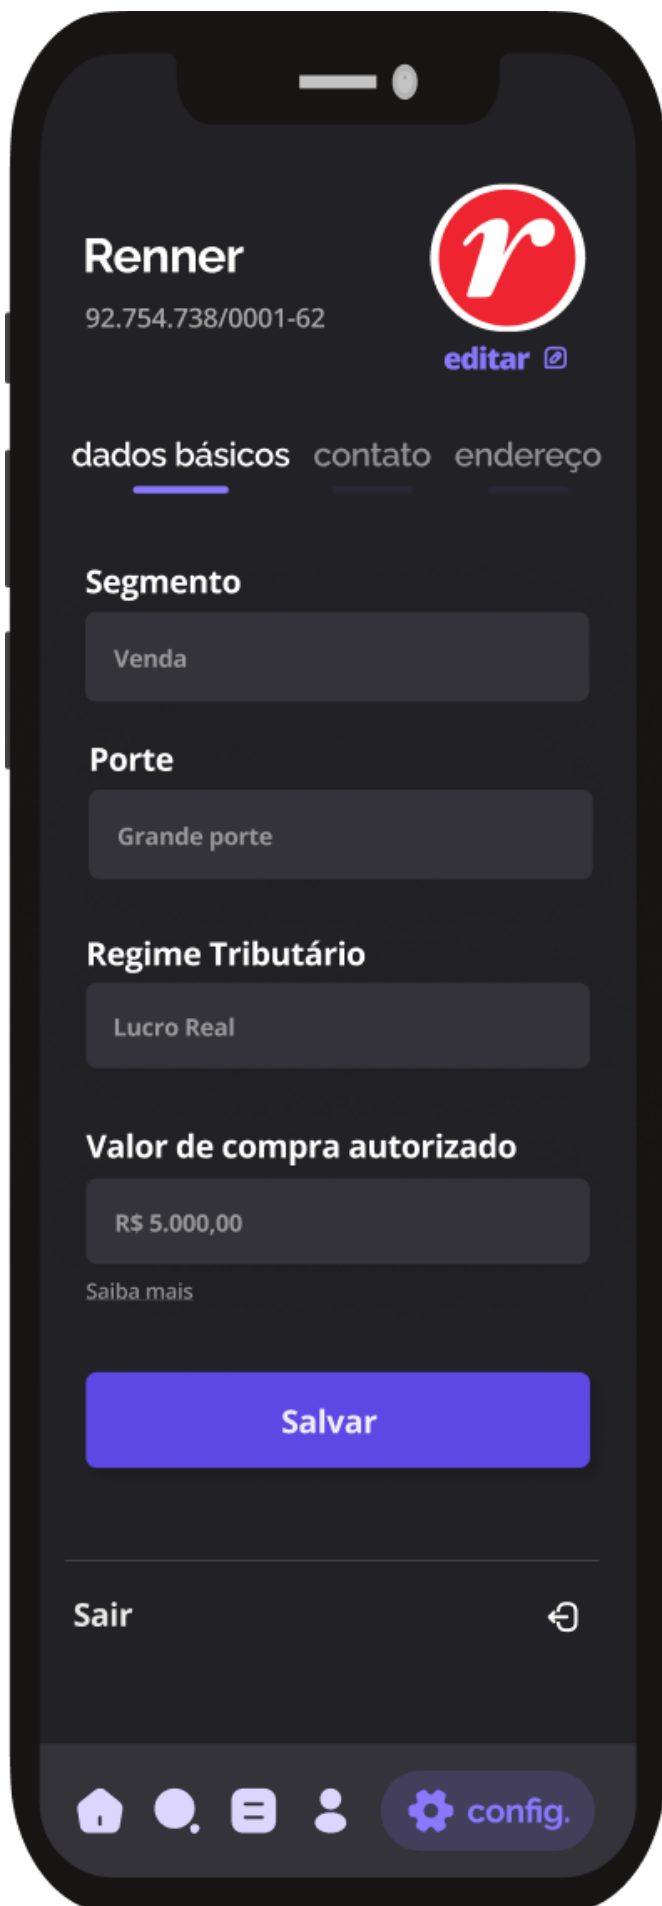 Renner
r
92.754.738/0001-62
editar
dados básicos contato endereço
Segmento
Venda
Porte
Grande porte
Regime Tributário
Lucro Real
Valor de compra autorizado
R$ 5.000,00
Saiba mais
Salvar
Sair
config.